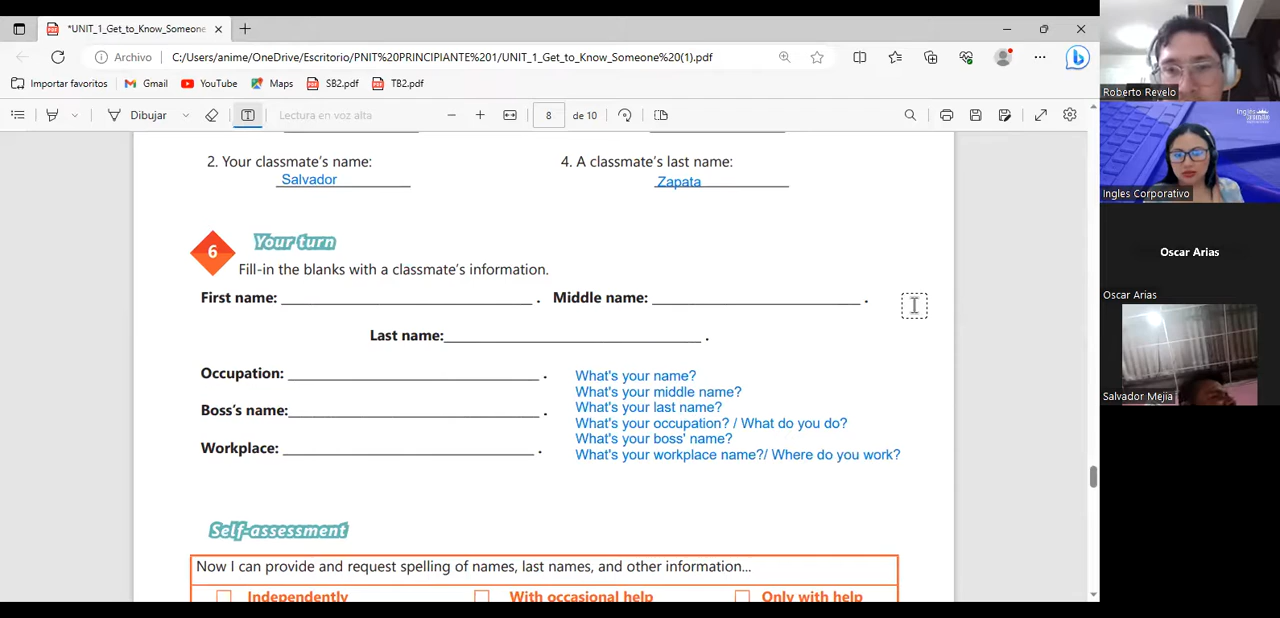 *UNIT_1_Get_to_Know_Someone
Archivo
C:/Users/anime/OneDrive/Escritorio/PNIT%20PRINCIPIANTE%201/UNIT_1_Get_to_Know_Someone%20(1).pdf
Importar favoritos
Gmail
YouTube
Maps
SB2.pdf
TB2.pdf
Dibujar
Lectura en voz alta
8
de 10
2. Your classmate's name:
Salvador
4. A classmate's last name:
Zapata
6
Your turn
Fill-in the blanks with a classmate's information.
First name: ______________________________ . Middle name: _________________________ .
Last name:_______________________________ .
Occupation: ______________________________ .
Boss's name:______________________________ .
Workplace: ______________________________ .
What's your name?
What's your middle name?
What's your last name?
What's your occupation? / What do you do?
What's your boss' name?
What's your workplace name?/ Where do you work?
Self-assessment
Now I can provide and request spelling of names, last names, and other information...
Independently
With occasional help
Only with help
Roberto Revelo
Ingles Corporativo
Oscar Arias
Oscar Arias
Salvador Mejia